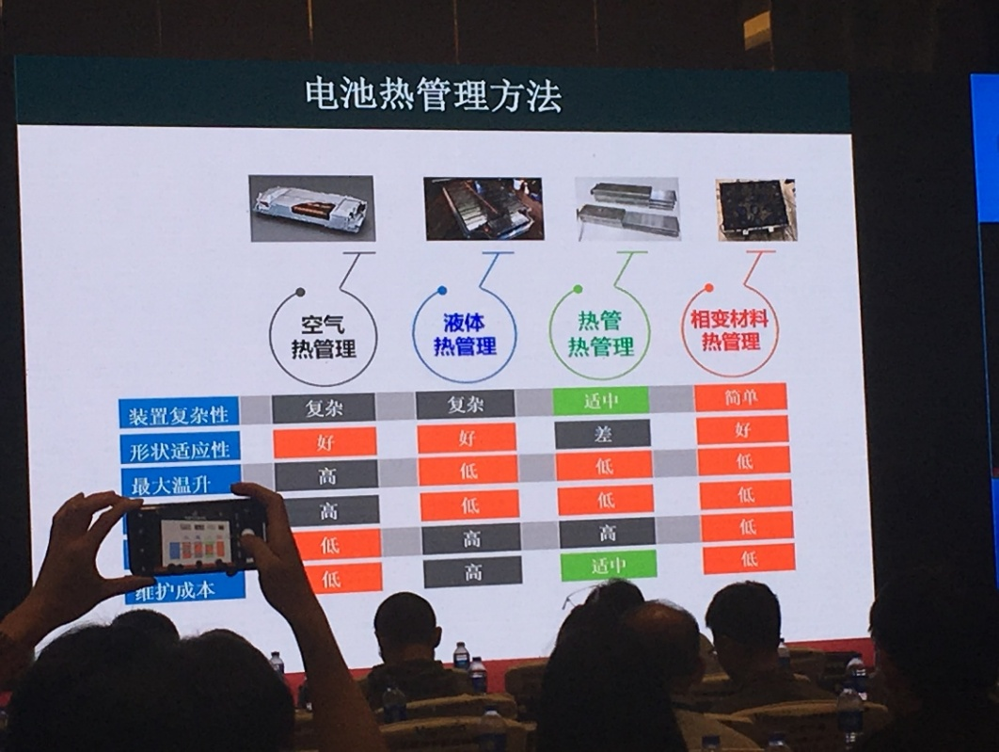 电池热管理方法
空气
热管理
液体
热管理
热管
热管理
相变材料
热管理
装置复杂性 复杂 复杂 适中 简单
形状适应性 好 好 差 好
最大温升 高 低 低 低
高 低 低 低
低 高 高 低
维护成本 低 高 适中 低